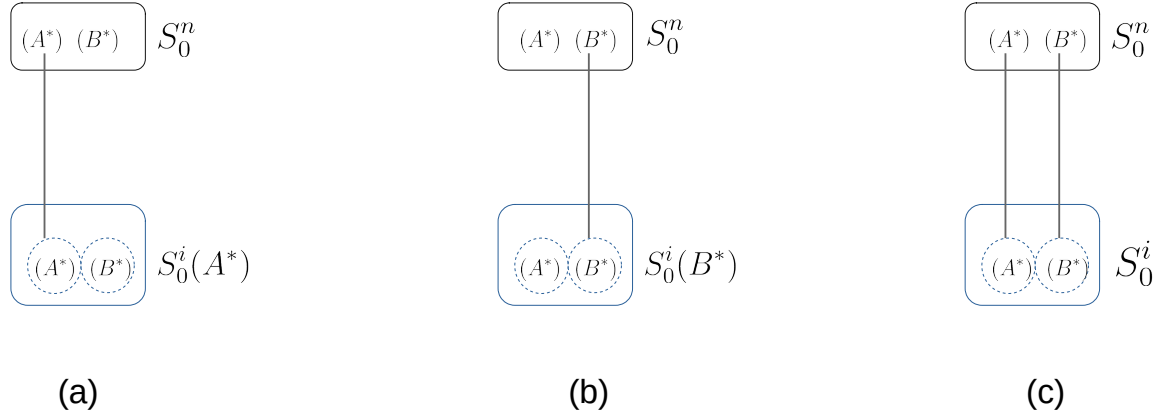 (A*) (B*) S_0^n (A*) (B*) S_0^n (A*) (B*) S_0^n
(A*) (B*) S_0^i(A*) (A*) (B*) S_0^i(B*) (A*) (B*) S_0^i
(a) (b) (c)